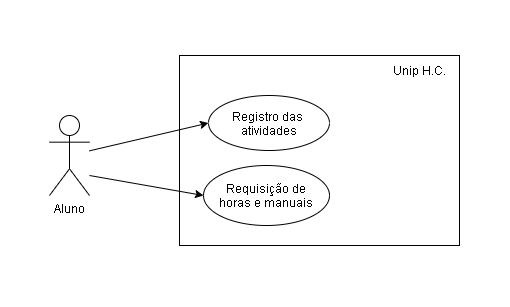 Unip H.C.
Registro das
atividades
Requisição de
horas e manuais
Aluno